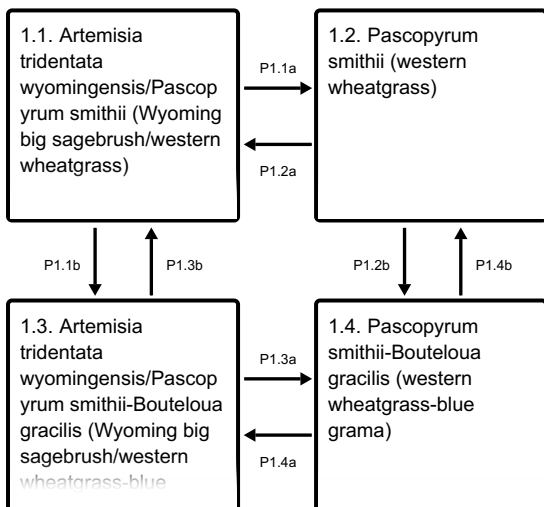 1.1. Artemisia
tridentata
wyomingensis/Pascop
yrum smithii (Wyoming
big sagebrush/western
wheatgrass)
P1.1a
P1.2a
1.2. Pascopyrum
smithii (western
wheatgrass)
P1.1b
P1.3b
P1.2b
P1.4b
1.3. Artemisia
tridentata
wyomingensis/Pascop
yrum smithii-Bouteloua
gracilis (Wyoming big
sagebrush/western
wheatgrass-blue
P1.3a
P1.4a
1.4. Pascopyrum
smithii-Bouteloua
gracilis (western
wheatgrass-blue
grama)